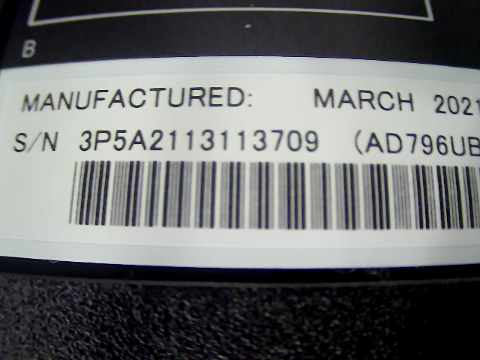 B
MANUFACTURED: MARCH 2021
S/N 3P5A2113113709 (AD796UB